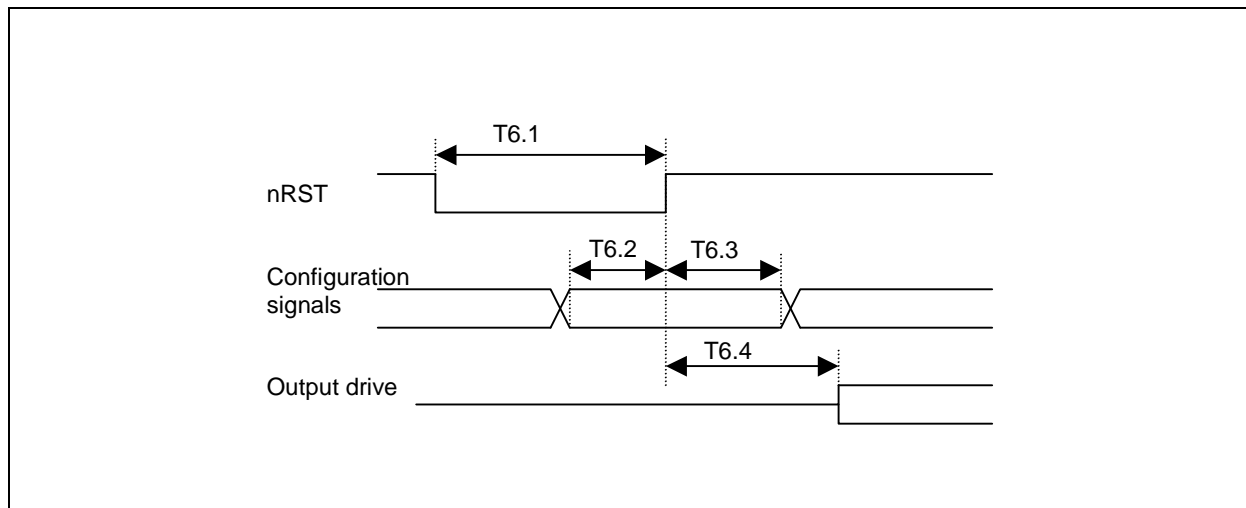 T6.1
nRST
T6.2
T6.3
Configuration
signals
T6.4
Output drive